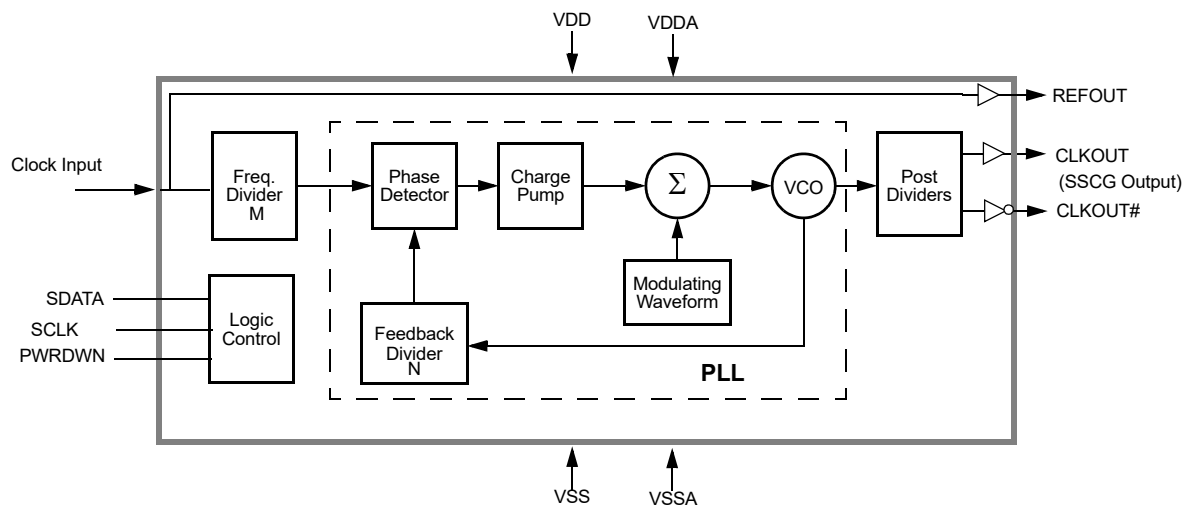 VDD
VDDA
REFOUT
Clock Input
Freq.
Divider
M
Phase
Detector
Charge
Pump
Σ
VCO
Post
Dividers
CLKOUT
(SSCG Output)
CLKOUT#
Modulating
Waveform
SDATA
SCLK
PWRDWN
Logic
Control
Feedback
Divider
N
PLL
VSS
VSSA